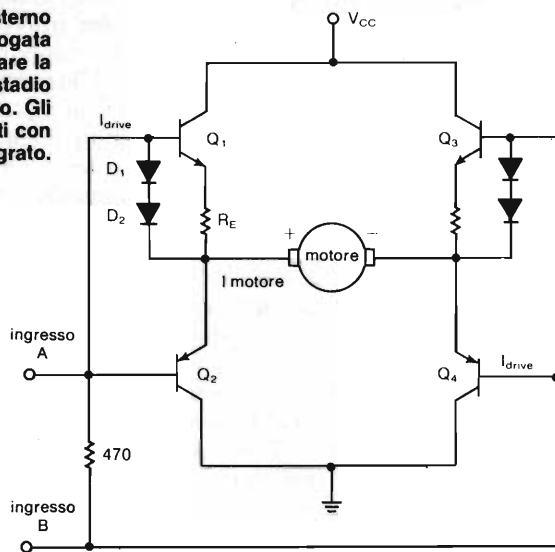 sterno
ogata
are la
stadio
o. Gli
ti con
grato.
V_CC
I_drive
Q_1
Q_3
D_1
D_2
R_E
+
−
motore
I motore
ingresso
A
Q_2
Q_4
I_drive
470
ingresso
B